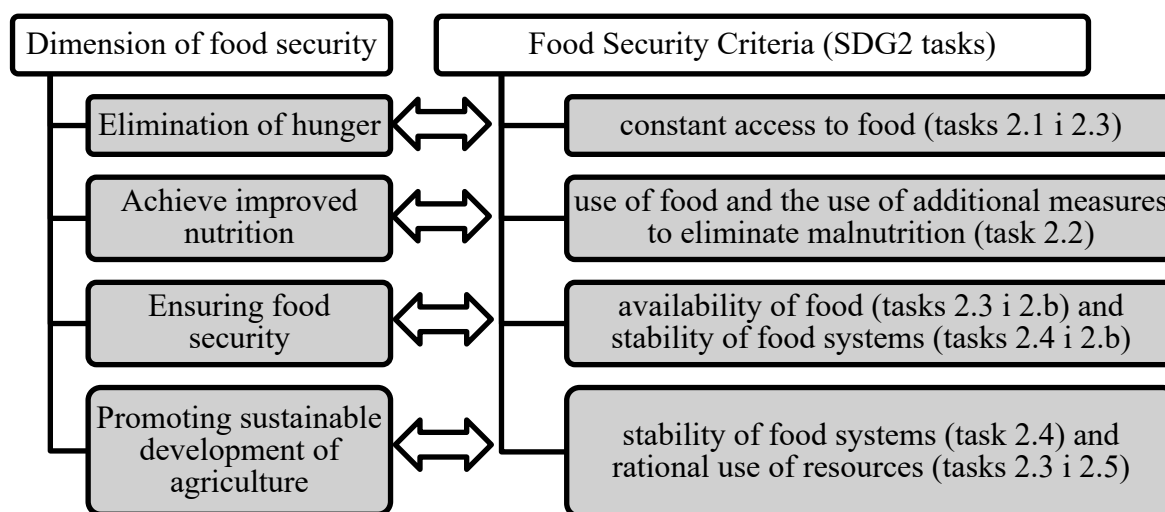 Dimension of food security
Food Security Criteria (SDG2 tasks)
Elimination of hunger
constant access to food (tasks 2.1 i 2.3)
Achieve improved
nutrition
use of food and the use of additional measures
to eliminate malnutrition (task 2.2)
Ensuring food
security
availability of food (tasks 2.3 i 2.b) and
stability of food systems (tasks 2.4 i 2.b)
Promoting sustainable
development of
agriculture
stability of food systems (task 2.4) and
rational use of resources (tasks 2.3 i 2.5)